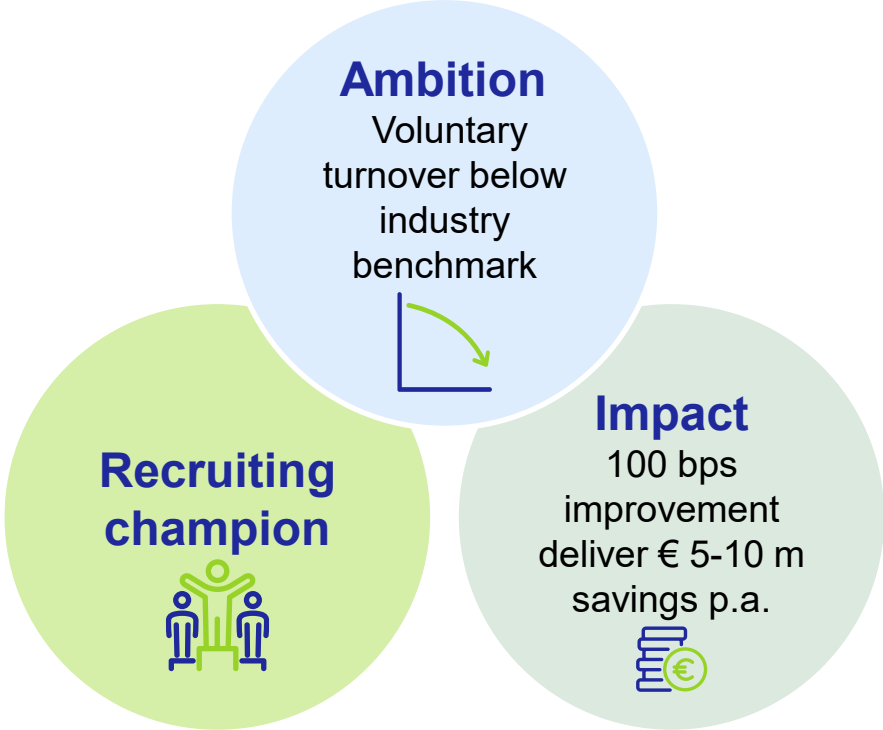 Ambition
Voluntary
turnover below
industry
benchmark
Recruiting
champion
Impact
100 bps
improvement
deliver € 5-10 m
savings p.a.
€